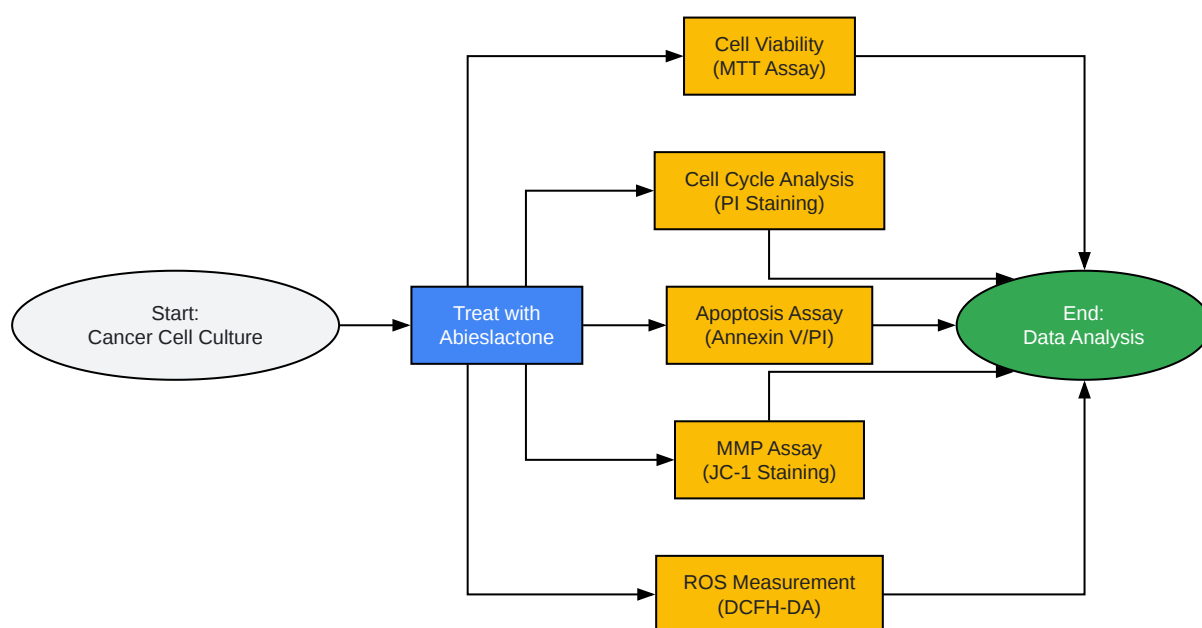 Start:
Cancer Cell Culture
Treat with
Abieslactone
Cell Viability
(MTT Assay)
Cell Cycle Analysis
(PI Staining)
Apoptosis Assay
(Annexin V/PI)
MMP Assay
(JC-1 Staining)
ROS Measurement
(DCFH-DA)
End:
Data Analysis